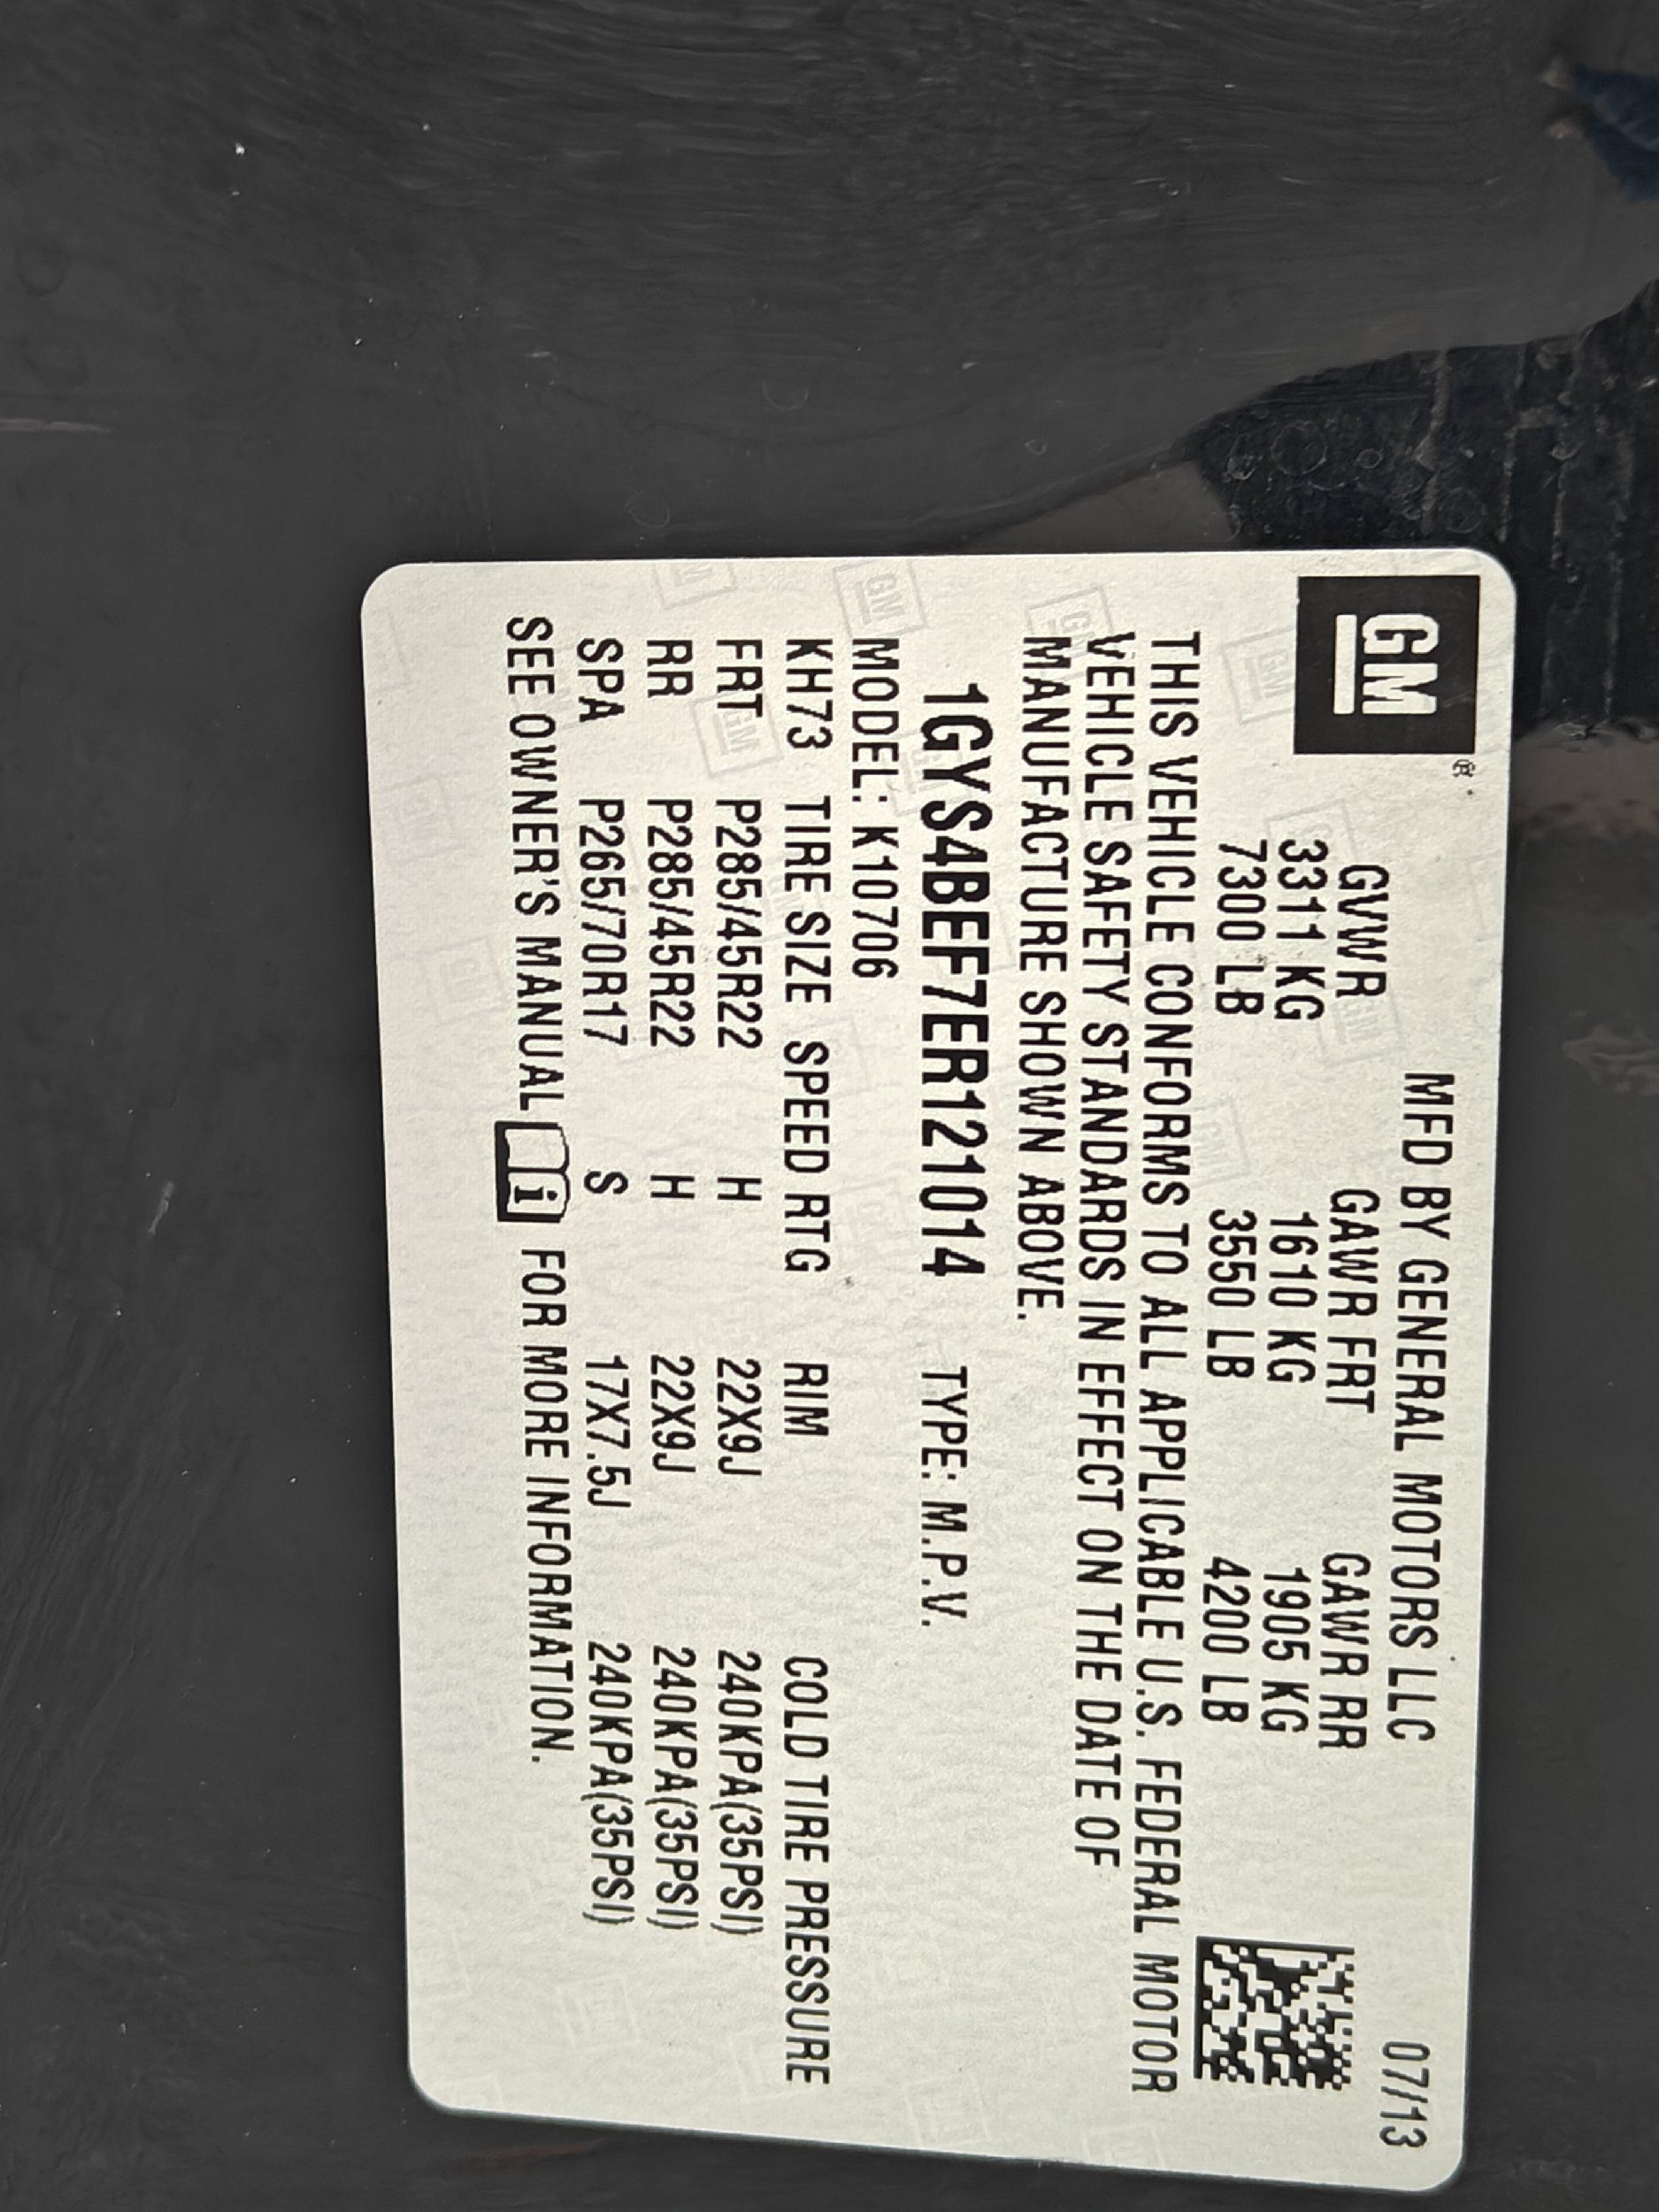 GM®
MFD BY GENERAL MOTORS LLC 07/13
GVWR GAWR FRT GAWR RR
3311 KG 1610 KG 1905 KG
7300 LB 3550 LB 4200 LB
THIS VEHICLE CONFORMS TO ALL APPLICABLE U.S. FEDERAL MOTOR
VEHICLE SAFETY STANDARDS IN EFFECT ON THE DATE OF
MANUFACTURE SHOWN ABOVE.
1GYS4BEF7ER121014 TYPE: M.P.V.
MODEL: K10706
KH73 TIRE SIZE SPEED RTG RIM COLD TIRE PRESSURE
FRT P285/45R22 H 22X9J 240KPA(35PSI)
RR P285/45R22 H 22X9J 240KPA(35PSI)
SPA P265/70R17 S 17X7.5J 240KPA(35PSI)
SEE OWNER'S MANUAL i FOR MORE INFORMATION.